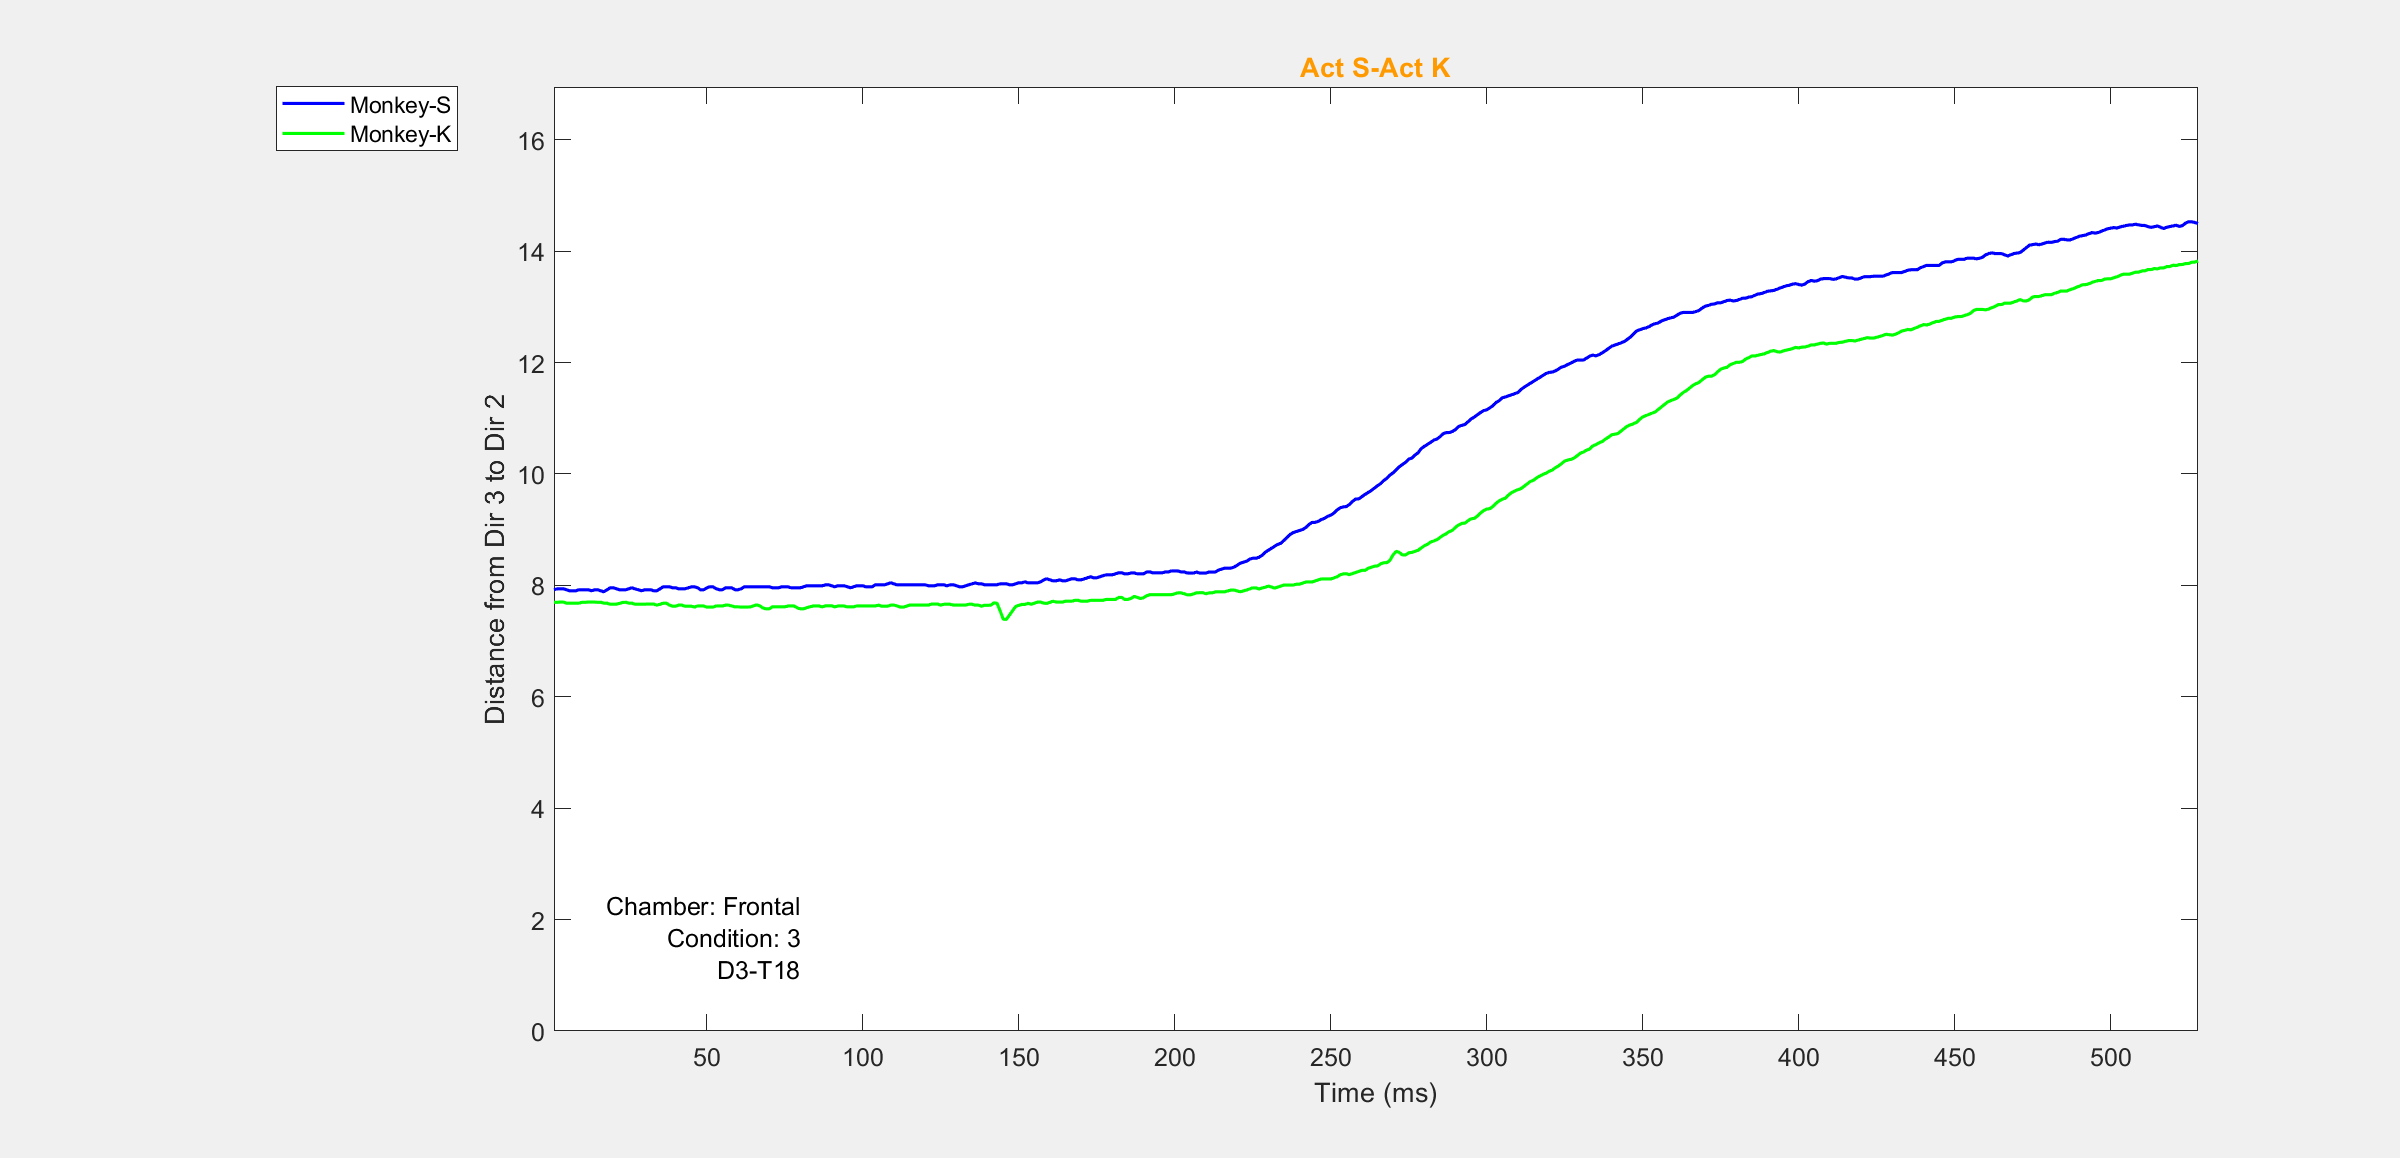 Act S-Act K
Monkey-S
Monkey-K
16
14
12
10
8
6
4
2
0
Distance from Dir 3 to Dir 2
Chamber: Frontal
Condition: 3
D3-T18
50 100 150 200 250 300 350 400 450 500
Time (ms)